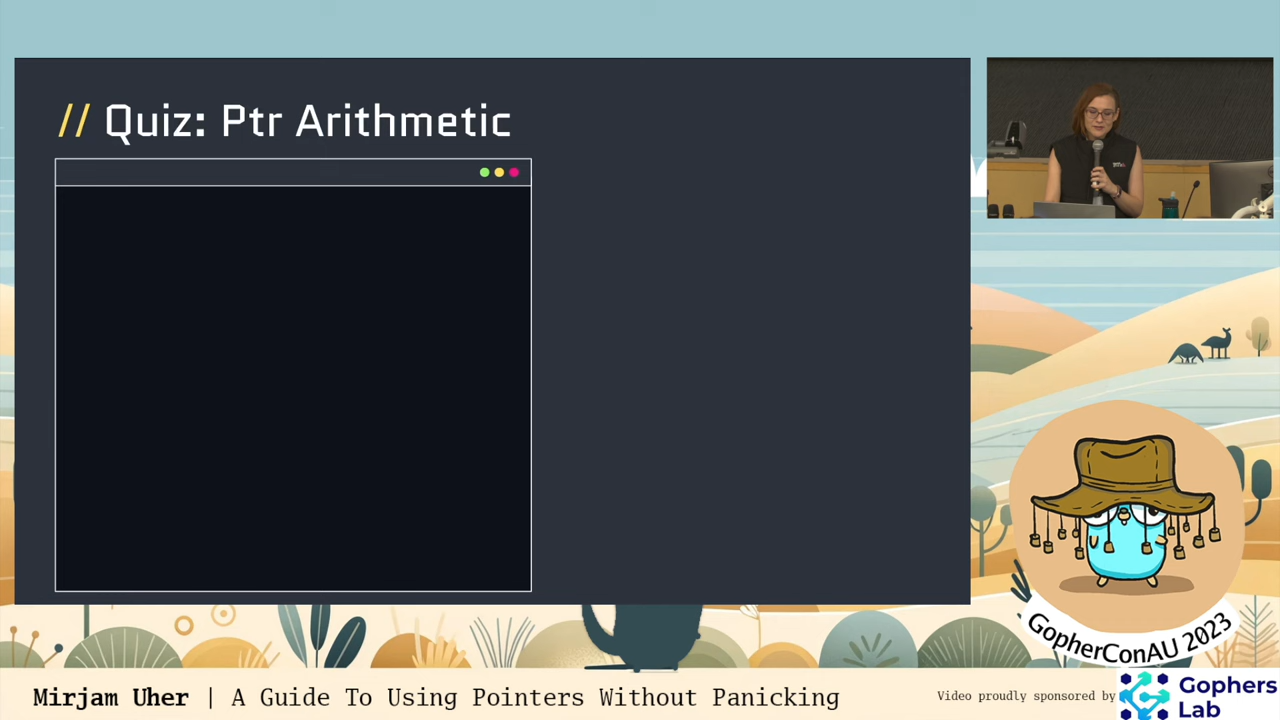 // Quiz: Ptr Arithmetic
GopherConAU 2023
Mirjam Uher | A Guide To Using Pointers Without Panicking
Video proudly sponsored by
Gophers
Lab